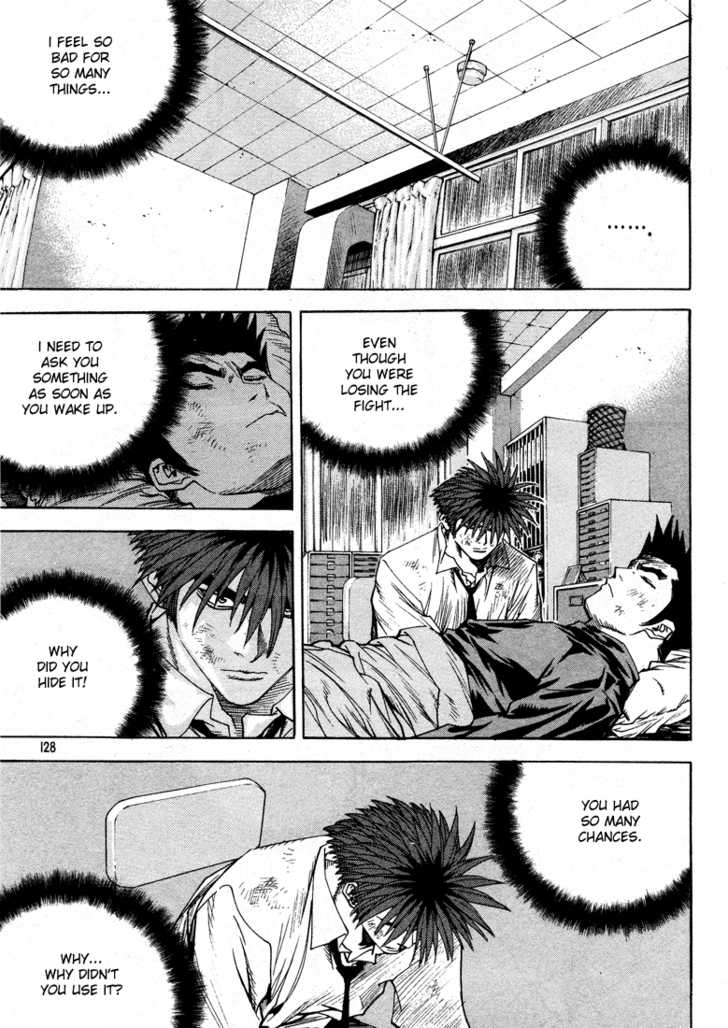 I FEEL SO
BAD FOR
SO MANY
THINGS...
.......
I NEED TO
ASK YOU
SOMETHING
AS SOON AS
YOU WAKE UP.
WHY
DID YOU
HIDE IT!
EVEN
THOUGH
YOU WERE
LOSING THE
FIGHT...
128
YOU HAD
SO MANY
CHANCES.
WHY...
WHY DIDN'T
YOU USE IT?